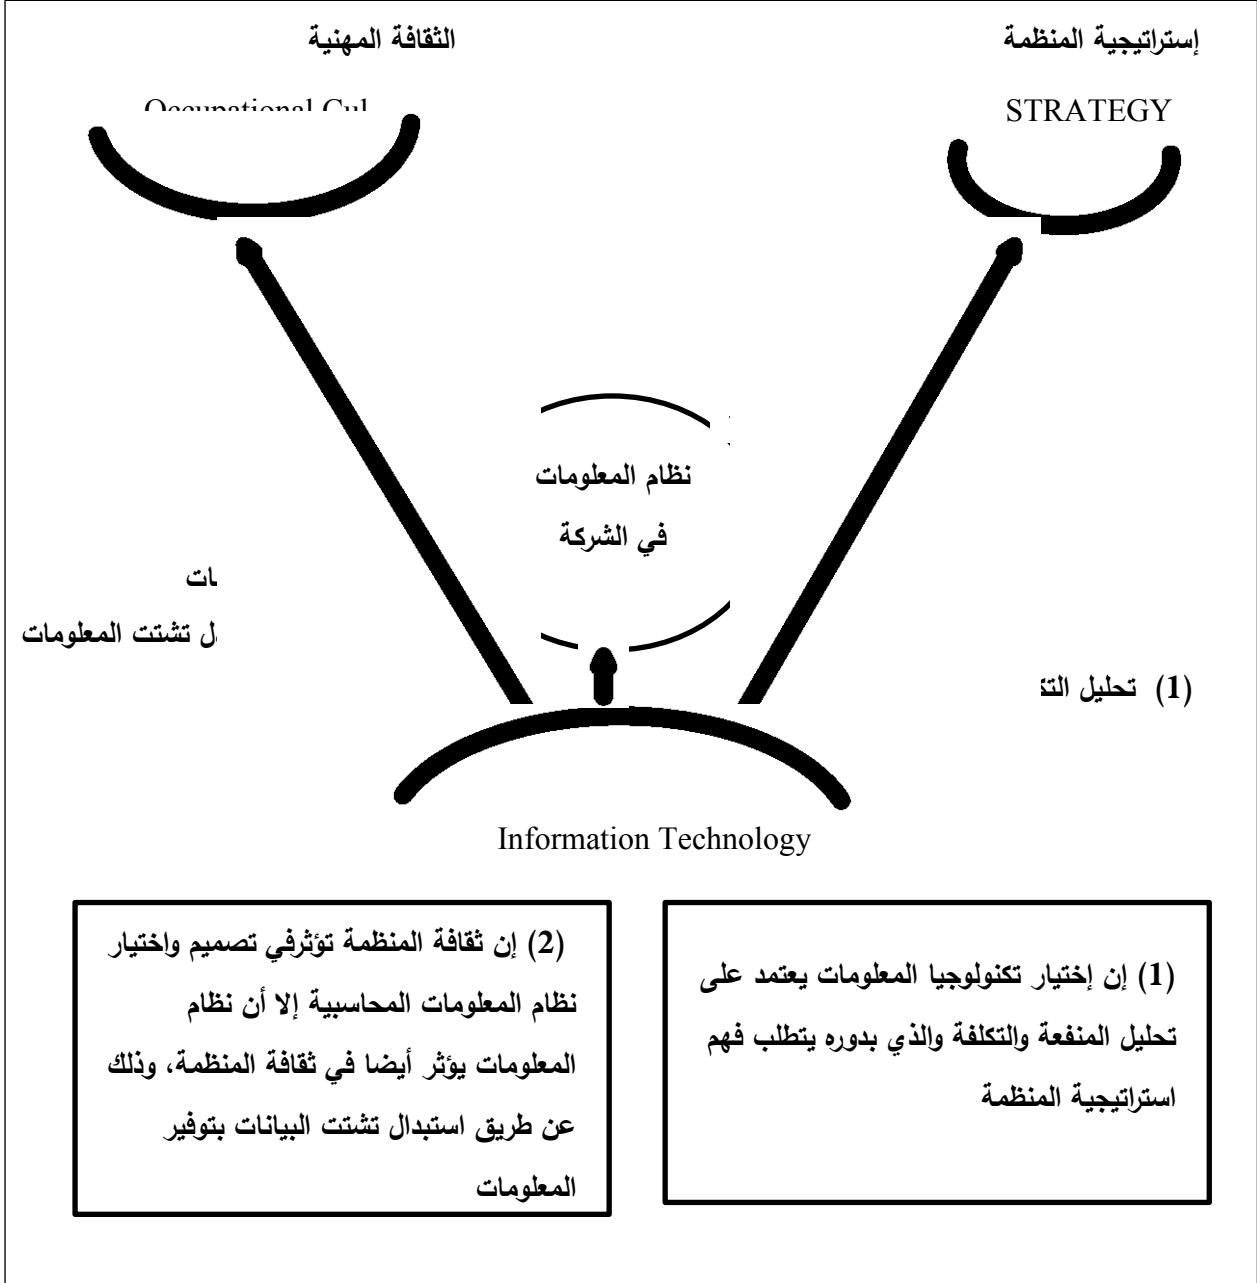 إستراتيجية المنظمة
الثقافة المهنية
STRATEGY
Occupational Cul
نظام المعلومات
في الشركة
تشتت المعلومات
(1) تحليل
Information Technology
(1) إن إختيار تكنولوجيا المعلومات يعتمد على
تحليل المنفعة والتكلفة والذي بدوره يتطلب فهم
استراتيجية المنظمة
(2) إن ثقافة المنظمة تؤثرفي تصميم واختيار
نظام المعلومات المحاسبية إلا أن نظام
المعلومات يؤثر أيضا في ثقافة المنظمة، وذلك
عن طريق استبدال تشتت البيانات بتوفير
المعلومات